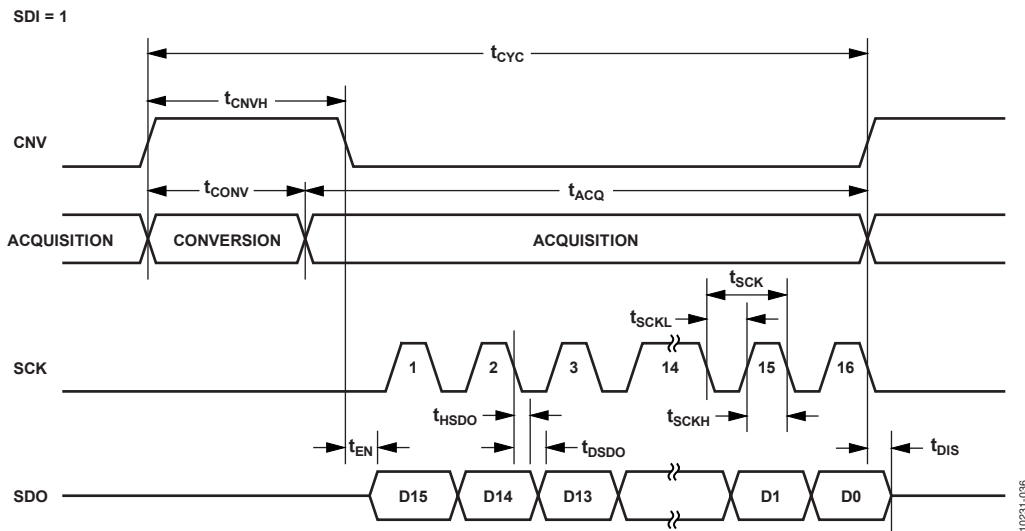 SDI = 1
tCYC
tCNVH
CNV
tCONV
tACQ
ACQUISITION
CONVERSION
ACQUISITION
tSCK
tSCKL
SCK
1
2
3
14
15
16
tHSDO
tSCKH
tEN
tDSDO
tDIS
SDO
D15
D14
D13
D1
D0
10231-036